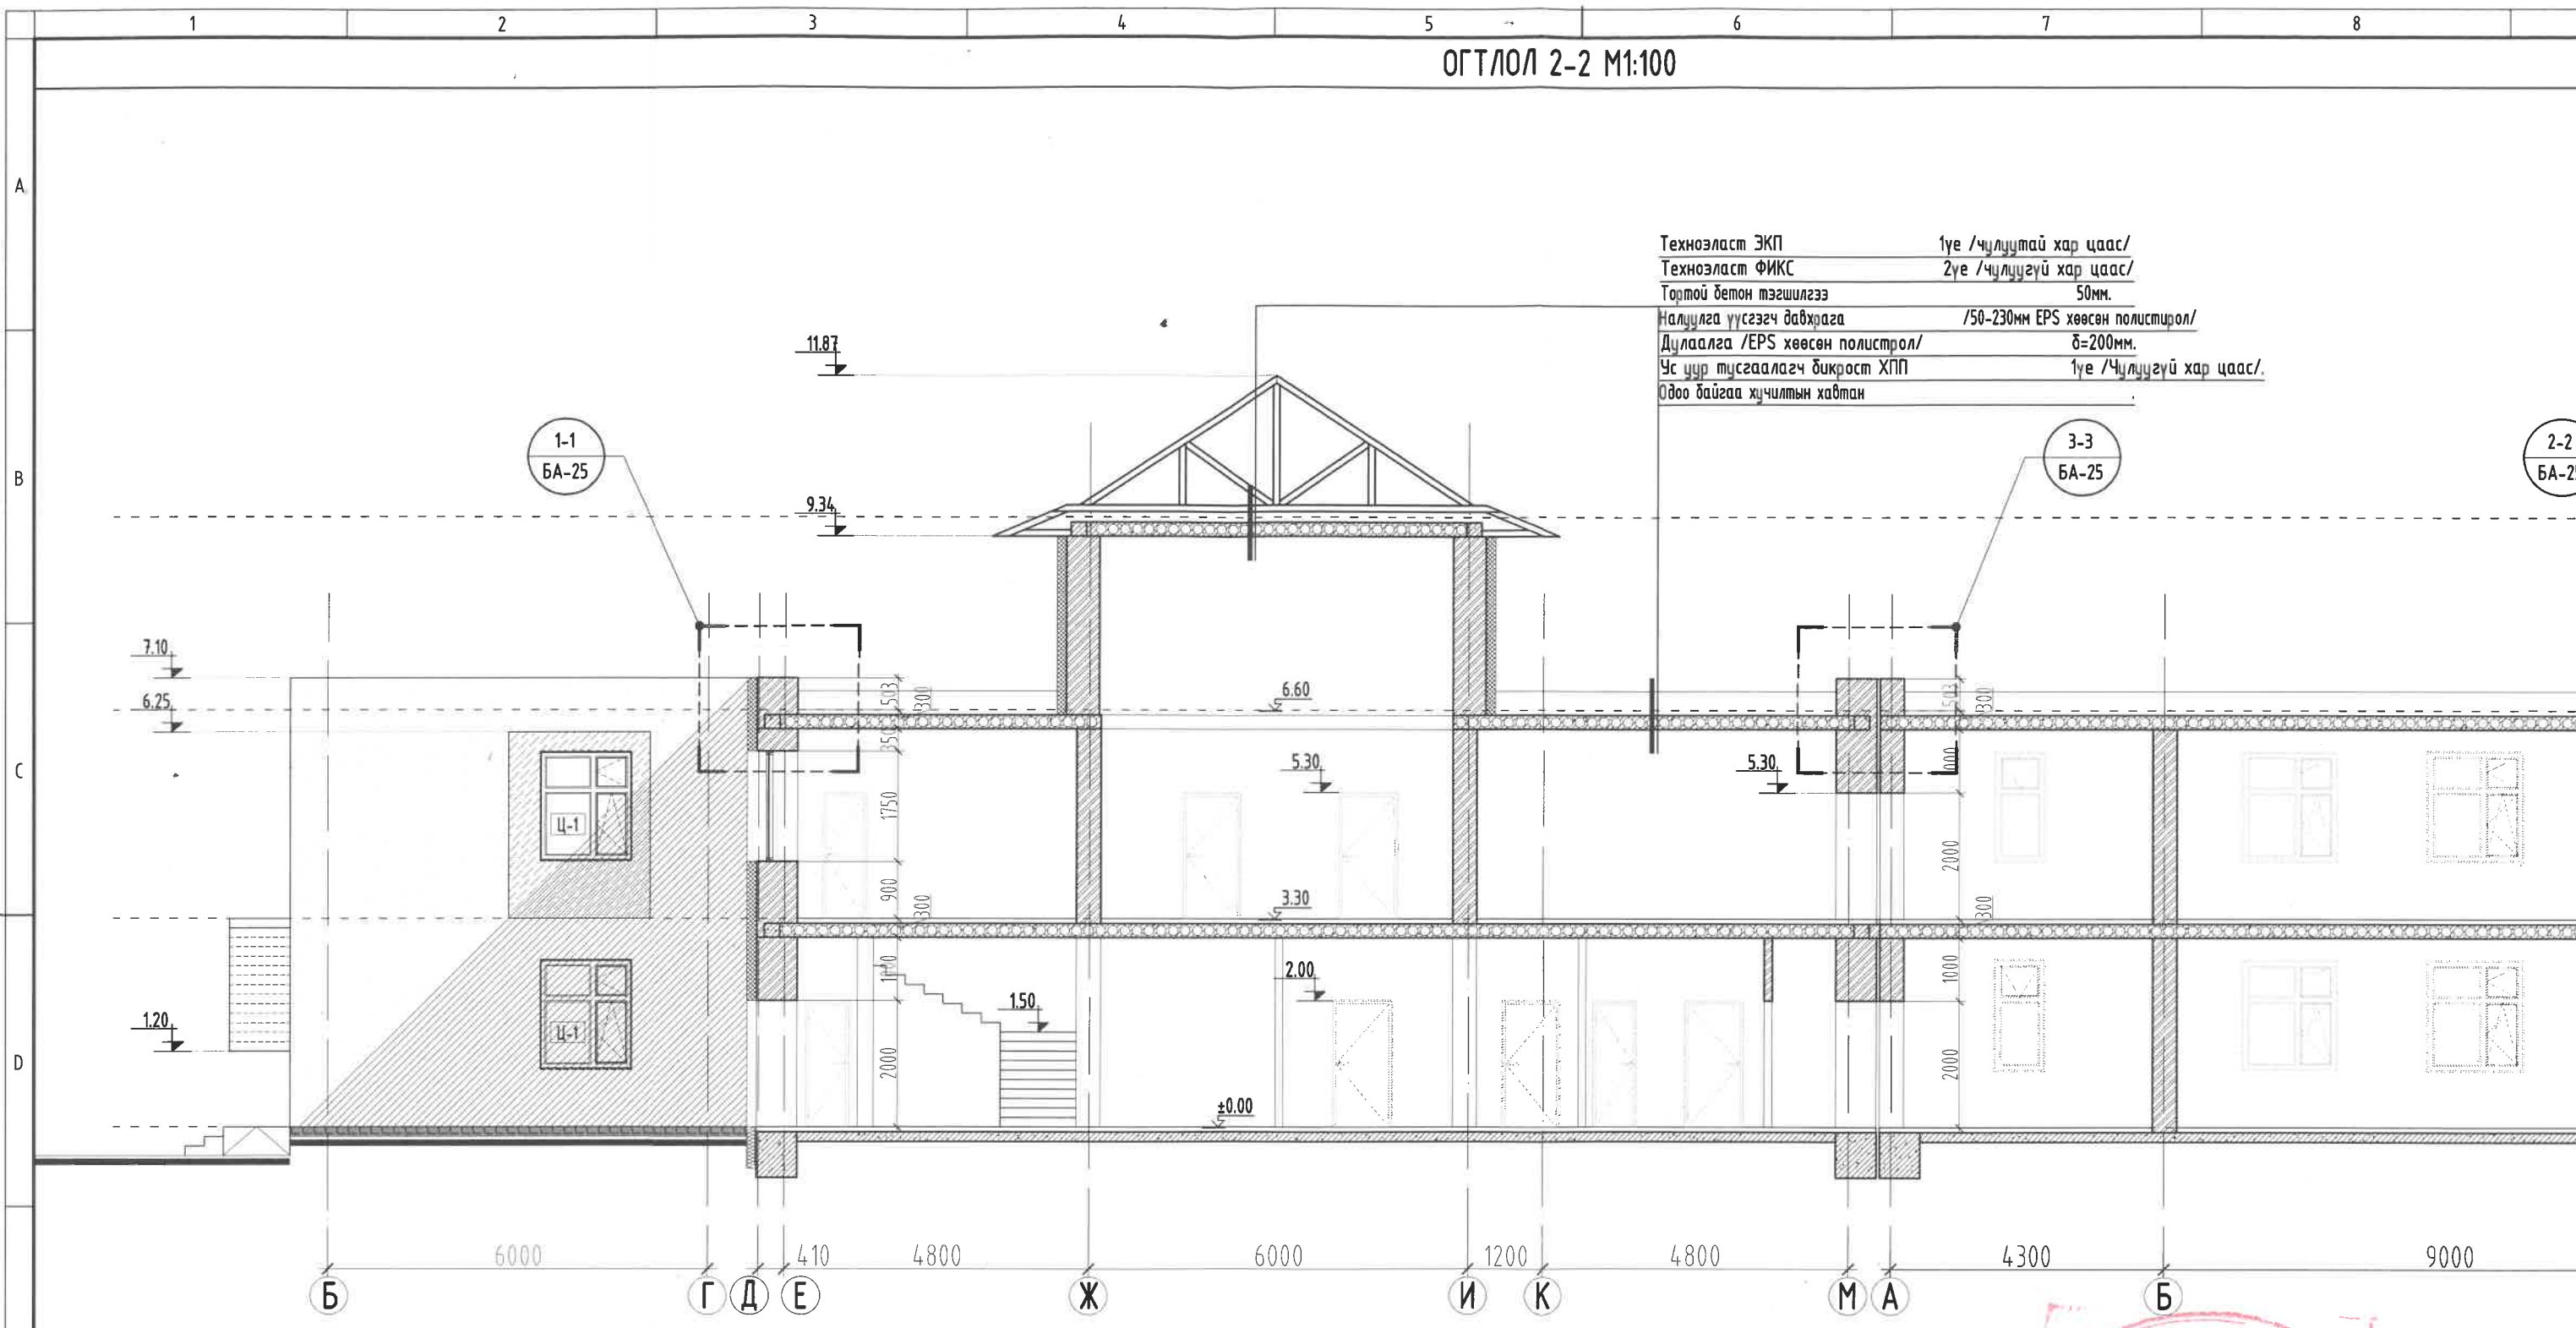 1 2 3 4 5 6 7 8
ОГТЛОЛ 2-2 М1:100
A
B
C
D
Техноэласт ЭКП 1үе /чулуутай хар цаас/
Техноэласт ФИКС 2үе /чулуугүй хар цаас/
Тортой бетон тэгшилгээ 50мм.
Налуулга үүсгэгч давхрага /50-230мм EPS хөөсөн полистирол/
Дулаалга /EPS хөөсөн полистрол/ δ=200мм.
Ус уур тусгаалагч бикрост ХПП 1үе /Чулуугүй хар цаас/.
Одоо байгаа хучилтын хавтан
11.87
1-1
БА-25
3-3
БА-25
2-2
9.34
7.10
6.25
6.60
5.30
5.30
503
300
350
1750
900
300
503
300
2000
300
3.30
Ц-1
Ц-1
2.00
1.50
1.20
±0.00
2000
1000
2000
6000 410 4800 6000 1200 4800 4300 9000
Б Г Д Е Ж И К М А Б